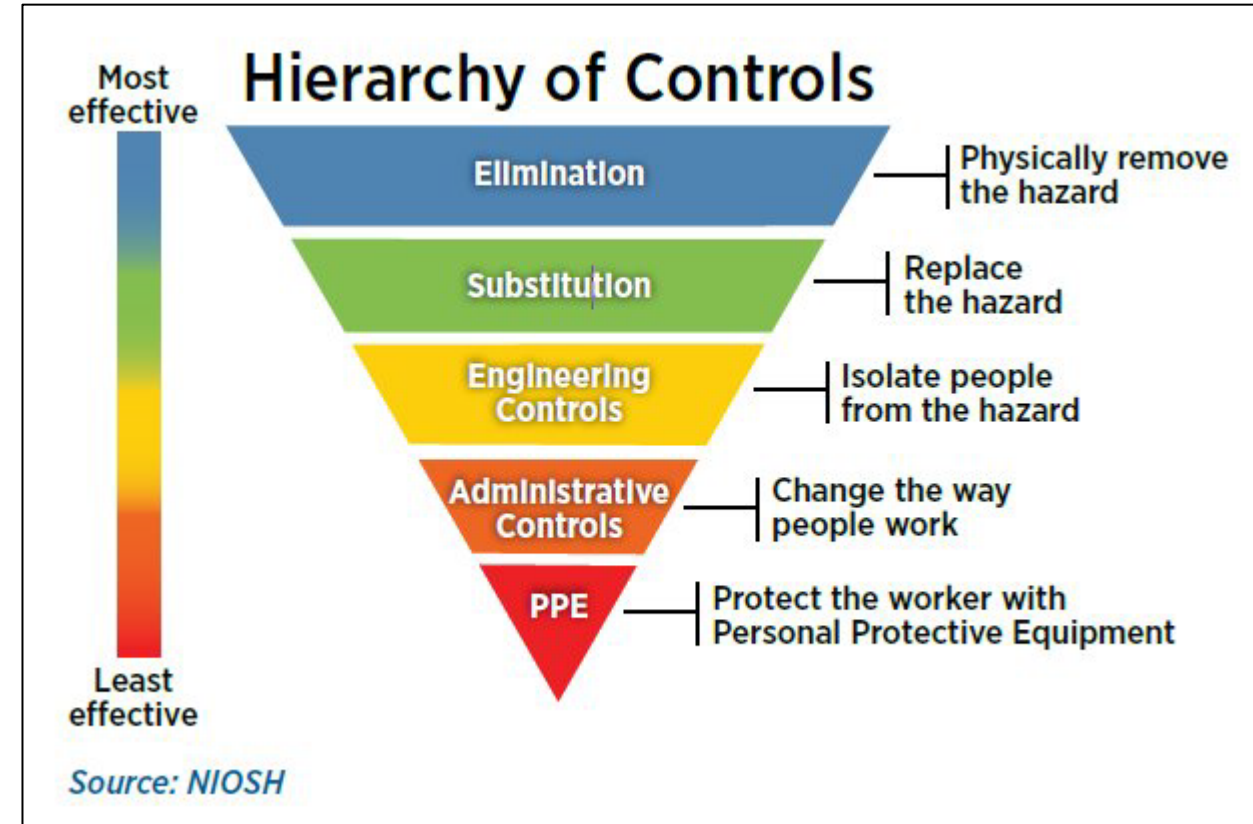 Hierarchy of Controls
Most
effective
Elimination
Physically remove
the hazard
Substitution
Replace
the hazard
Engineering
Controls
Isolate people
from the hazard
Administrative
Controls
Change the way
people work
PPE
Protect the worker with
Personal Protective Equipment
Least
effective
Source: NIOSH